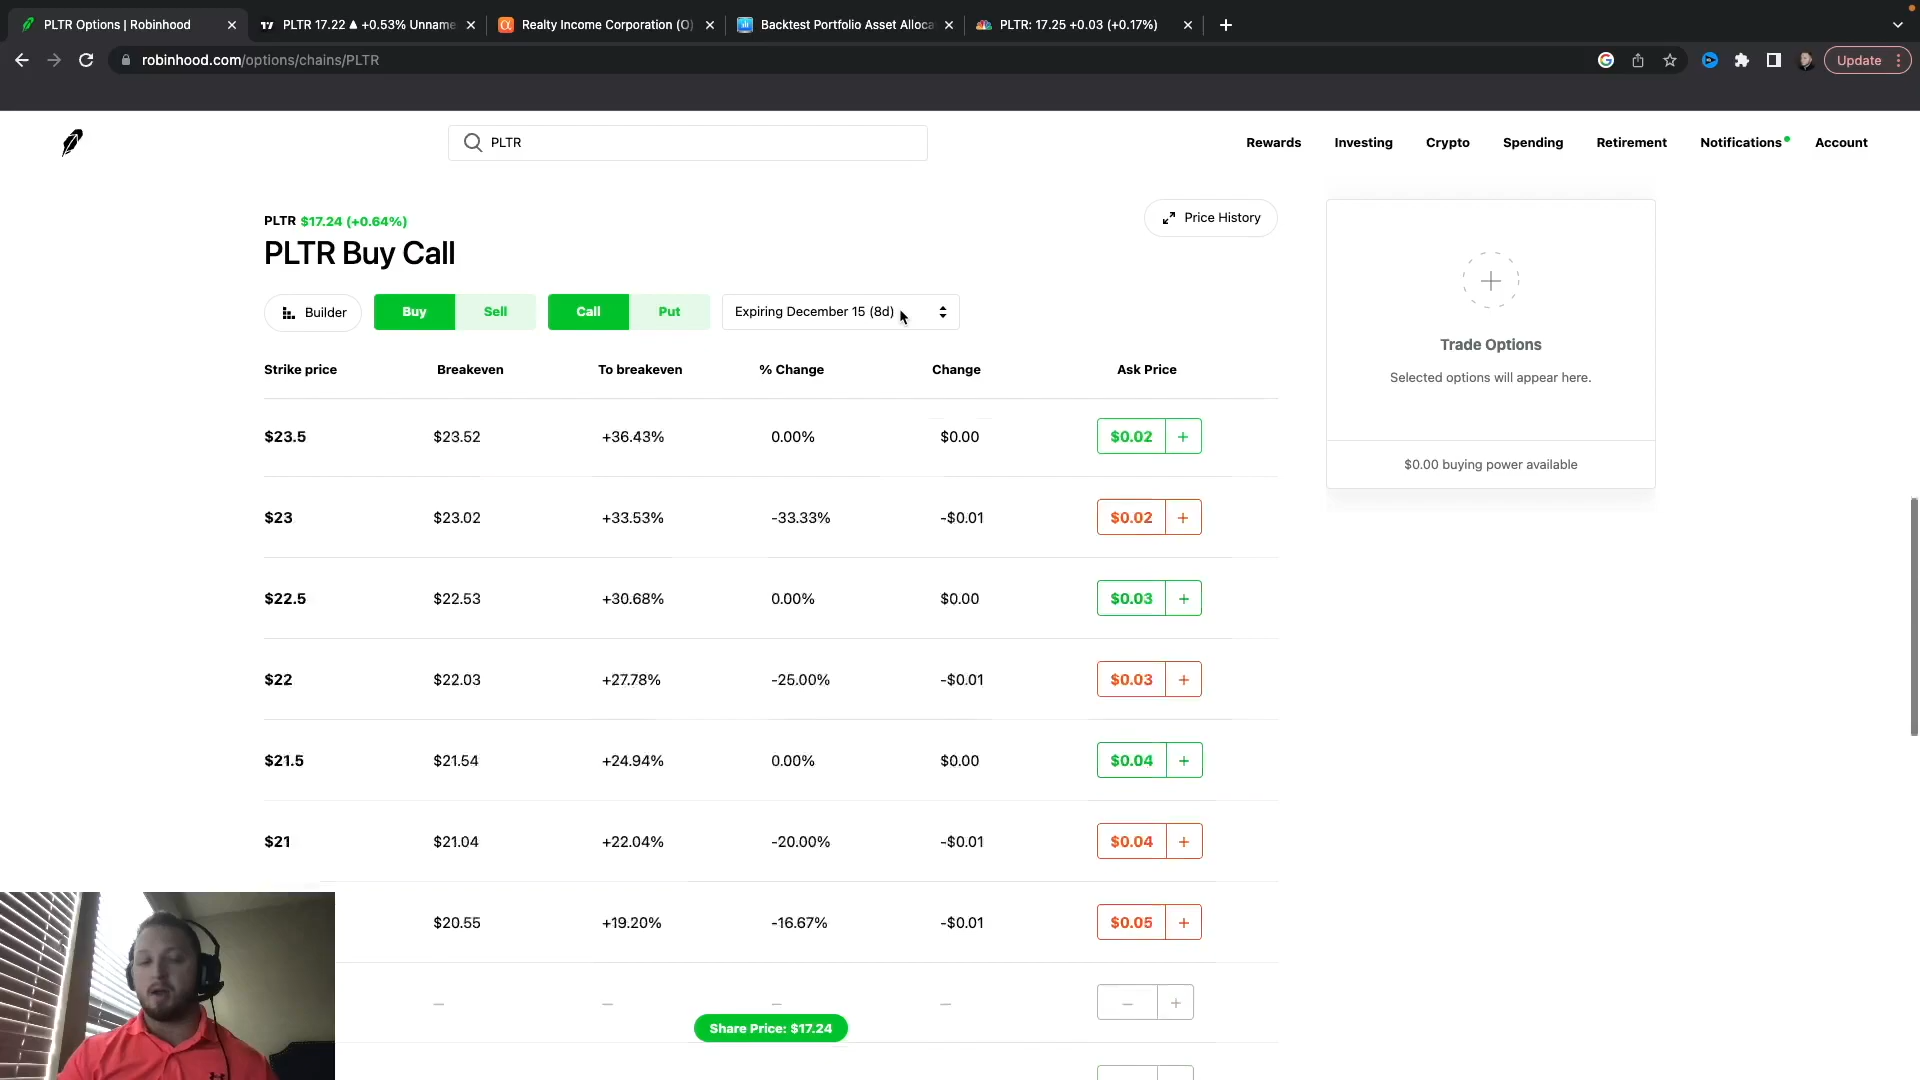 PLTR Options | Robinhood
PLTR 17.22 ▲ +0.53% Unname
Realty Income Corporation (O)
Backtest Portfolio Asset Alloca
PLTR: 17.25 +0.03 (+0.17%)
robinhood.com/options/chains/PLTR
Update
PLTR
Rewards
Investing
Crypto
Spending
Retirement
Notifications
Account
PLTR $17.24 (+0.64%)
PLTR Buy Call
Price History
Builder
Buy
Sell
Call
Put
Expiring December 15 (8d)
Strike price Breakeven To breakeven % Change Change Ask Price
$23.5 $23.52 +36.43% 0.00% $0.00 $0.02 +
$23 $23.02 +33.53% -33.33% -$0.01 $0.02 +
$22.5 $22.53 +30.68% 0.00% $0.00 $0.03 +
$22 $22.03 +27.78% -25.00% -$0.01 $0.03 +
$21.5 $21.54 +24.94% 0.00% $0.00 $0.04 +
$21 $21.04 +22.04% -20.00% -$0.01 $0.04 +
$20.55 +19.20% -16.67% -$0.01 $0.05 +
– – – – – +
Share Price: $17.24
Trade Options
Selected options will appear here.
$0.00 buying power available